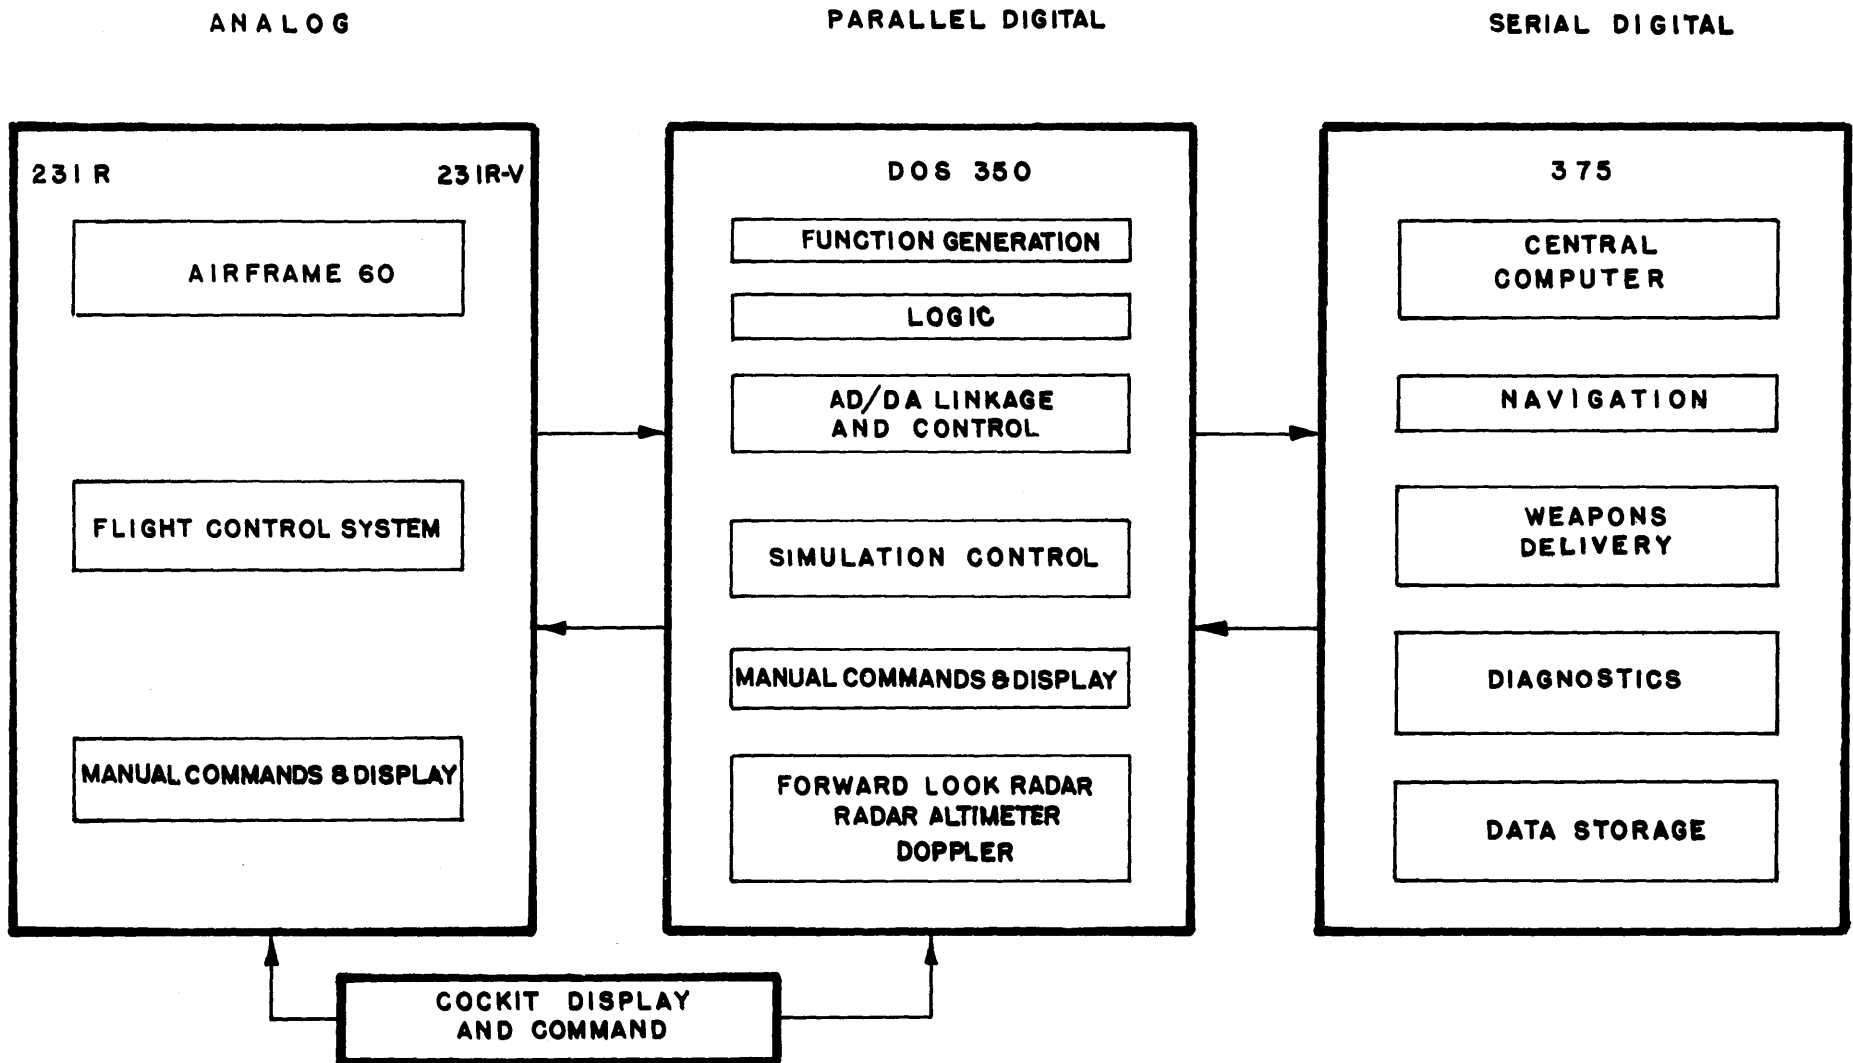 ANALOG
PARALLEL DIGITAL
SERIAL DIGITAL
231R
231R-V
AIRFRAME 60
FLIGHT CONTROL SYSTEM
MANUAL COMMANDS & DISPLAY
DOS 350
FUNCTION GENERATION
LOGIC
AD/DA LINKAGE
AND CONTROL
SIMULATION CONTROL
MANUAL COMMANDS & DISPLAY
FORWARD LOOK RADAR
RADAR ALTIMETER
DOPPLER
375
CENTRAL
COMPUTER
NAVIGATION
WEAPONS
DELIVERY
DIAGNOSTICS
DATA STORAGE
COCKIT DISPLAY
AND COMMAND